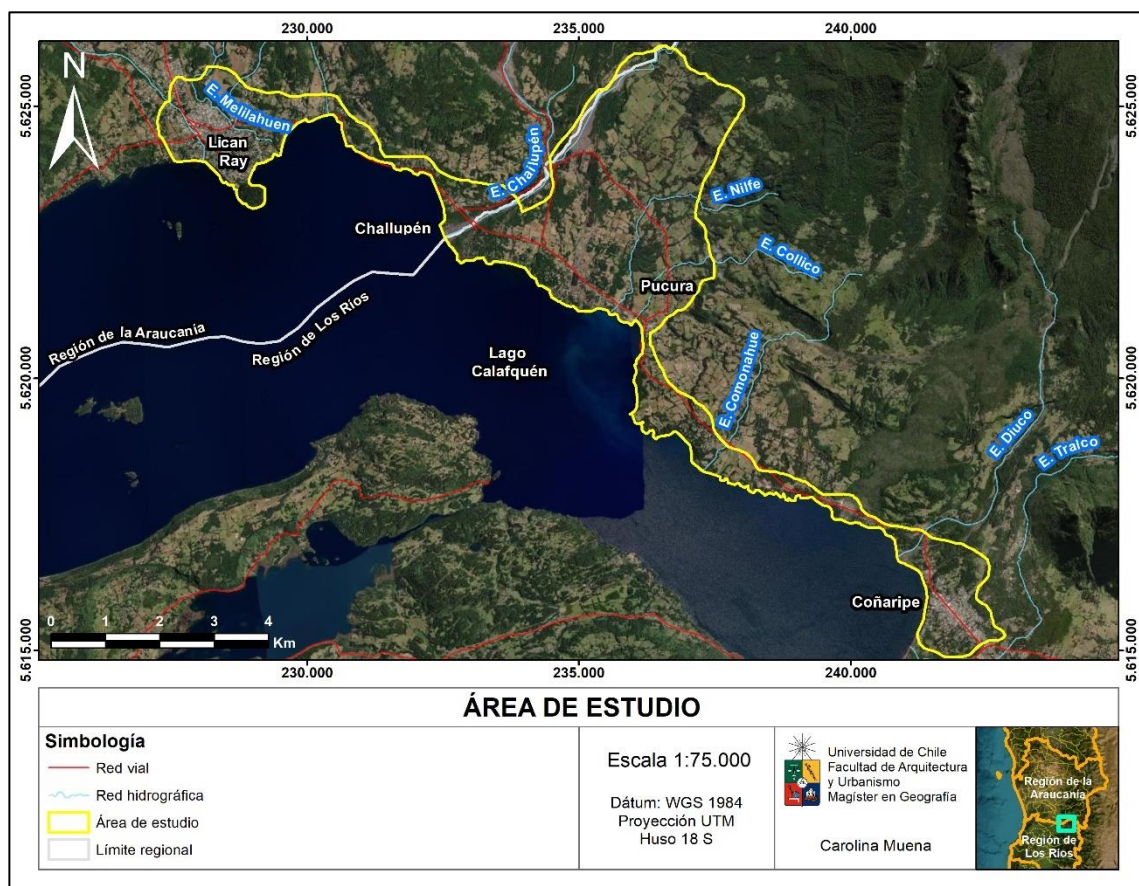 230.000
235.000
240.000
5.625.000
5.625.000
N
E. Melilahuen
Lican
Ray
E. Challupén
E. Nilfe
Challupén
E. Collico
Pucura
Región de la Araucanía
Región de Los Ríos
Lago
Calafquén
5.620.000
5.620.000
E. Comonahue
E. Diuco
E. Tralco
Coñaripe
0 1 2 3 4
Km
5.615.000
5.615.000
230.000
235.000
240.000
ÁREA DE ESTUDIO
Simbología
Red vial
Red hidrográfica
Área de estudio
Límite regional
Escala 1:75.000
Dátum: WGS 1984
Proyección UTM
Huso 18 S
Universidad de Chile
Facultad de Arquitectura
y Urbanismo
Magíster en Geografía
Carolina Muena
Región de la
Araucanía
Región de
Los Ríos